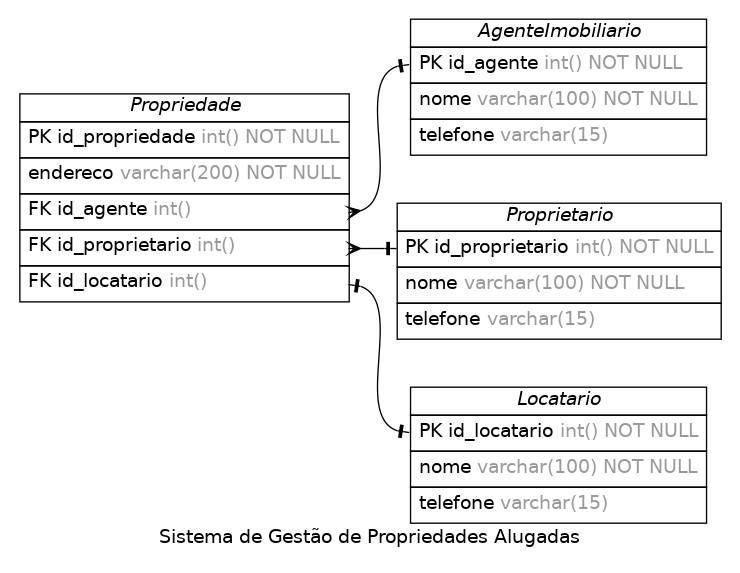 Propriedade
PK id_propriedade int() NOT NULL
endereco varchar(200) NOT NULL
FK id_agente int()
FK id_proprietario int()
FK id_locatario int()
AgenteImobiliario
PK id_agente int() NOT NULL
nome varchar(100) NOT NULL
telefone varchar(15)
Proprietario
PK id_proprietario int() NOT NULL
nome varchar(100) NOT NULL
telefone varchar(15)
Locatario
PK id_locatario int() NOT NULL
nome varchar(100) NOT NULL
telefone varchar(15)
Sistema de Gestão de Propriedades Alugadas